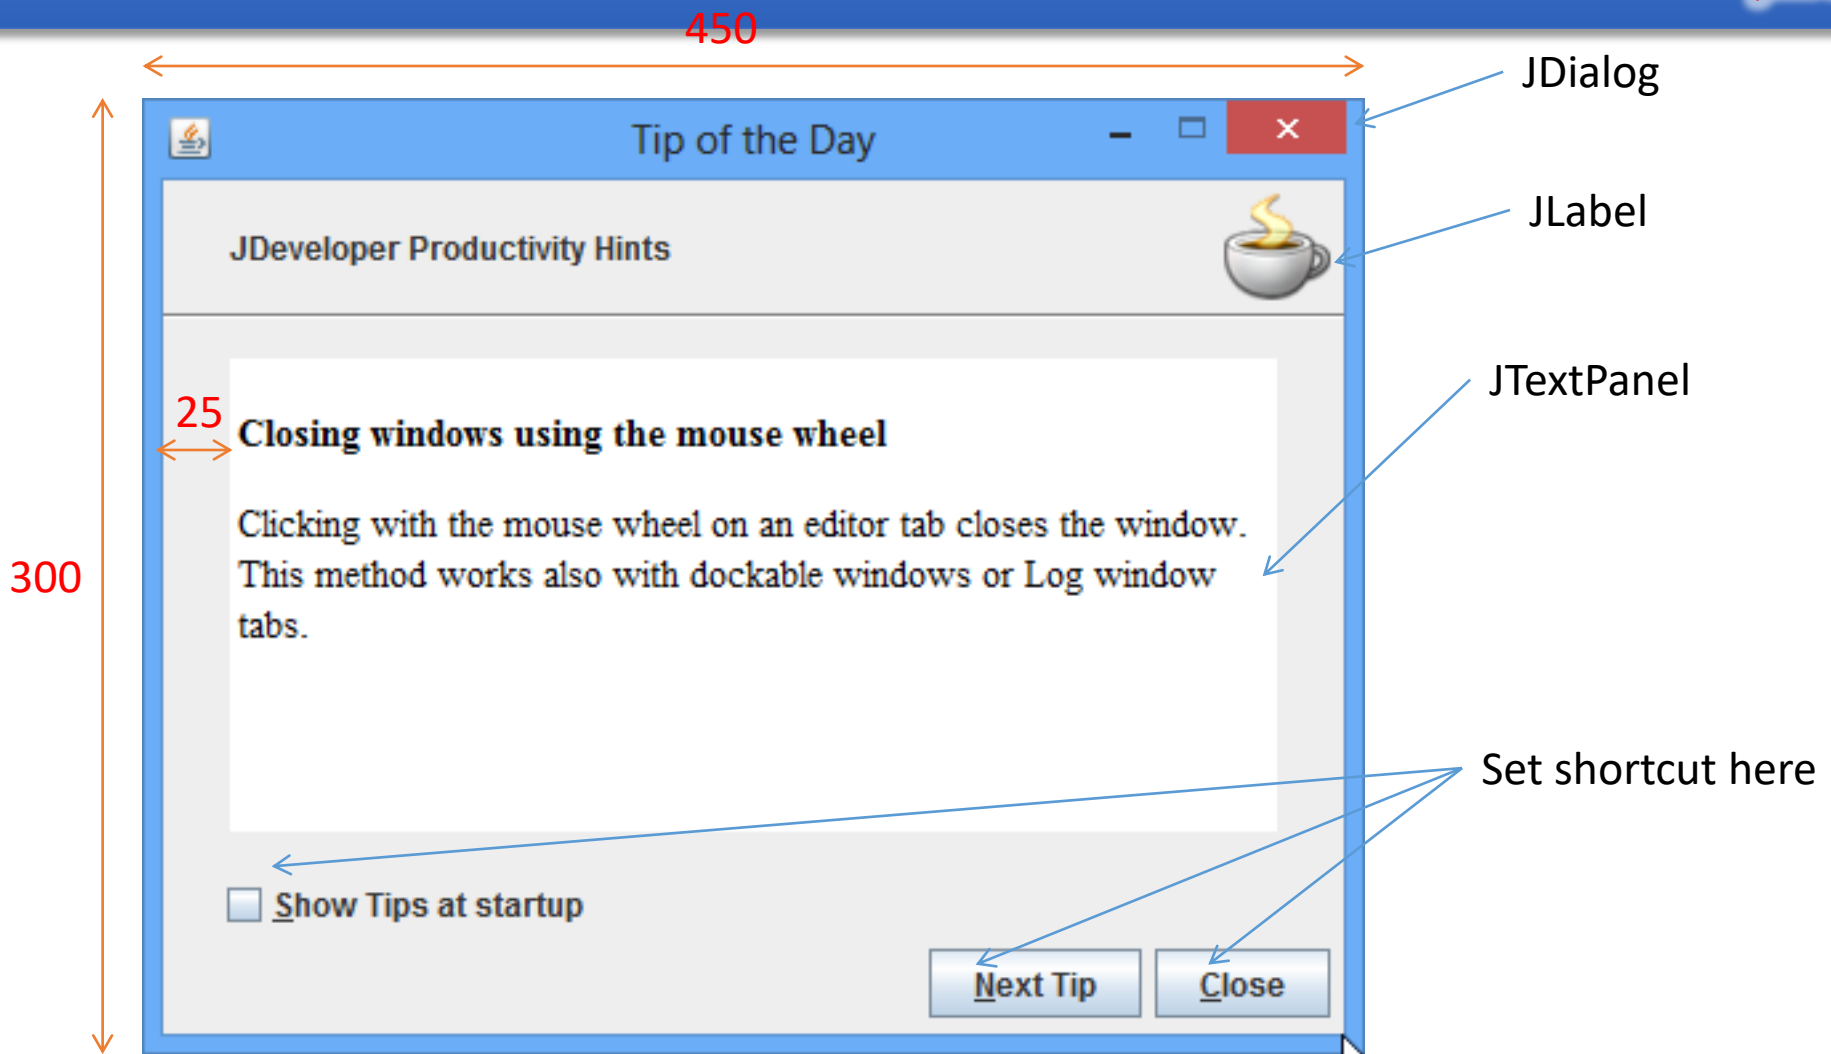 450
JDialog
Tip of the Day
JLabel
JDeveloper Productivity Hints
JTextPanel
25
Closing windows using the mouse wheel
Clicking with the mouse wheel on an editor tab closes the window.
This method works also with dockable windows or Log window
tabs.
300
Set shortcut here
Show Tips at startup
Next Tip
Close